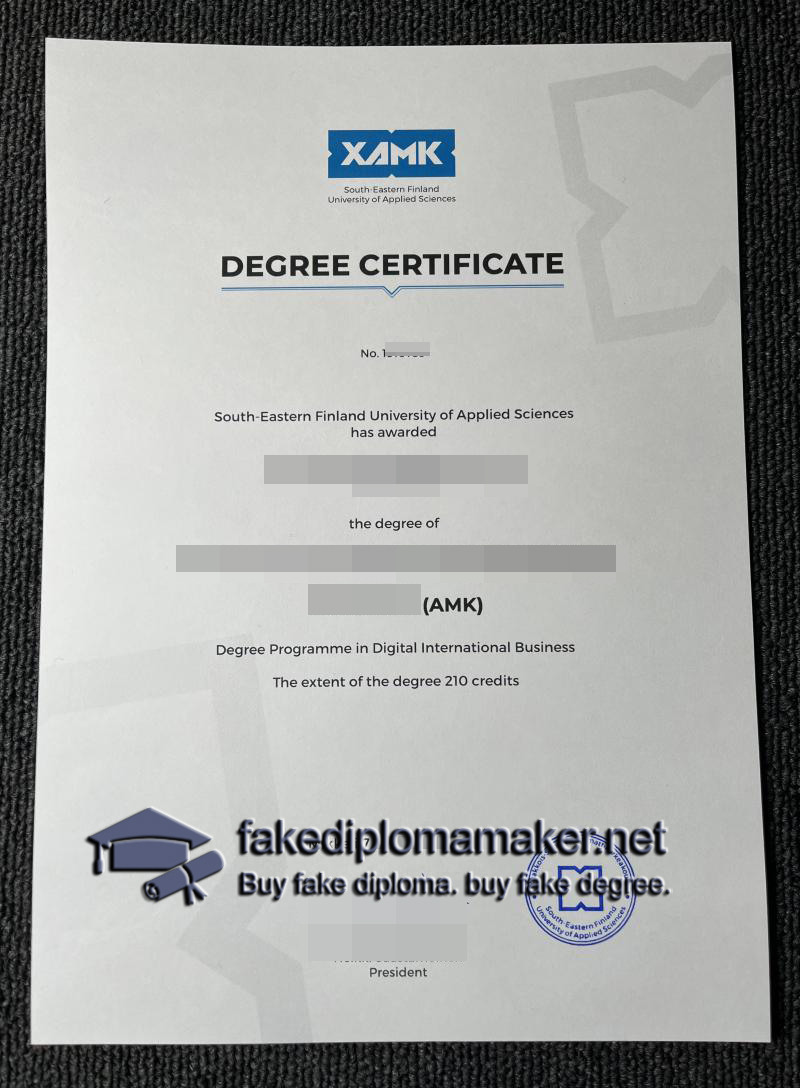 XAMK
South-Eastern Finland
University of Applied Sciences
DEGREE CERTIFICATE
No.
South-Eastern Finland University of Applied Sciences
has awarded
the degree of
(AMK)
Degree Programme in Digital International Business
The extent of the degree 210 credits
fakediplomamaker.net
Buy fake diploma. buy fake degree.
South-Eastern Finland
University of Applied Sciences
President